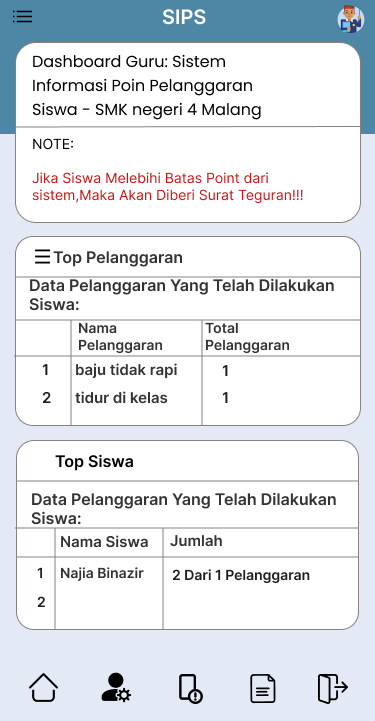 SIPS
Dashboard Guru: Sistem
Informasi Poin Pelanggaran
Siswa - SMK negeri 4 Malang
NOTE:
Jika Siswa Melebihi Batas Point dari
sistem,Maka Akan Diberi Surat Teguran!!!
Top Pelanggaran
Data Pelanggaran Yang Telah Dilakukan
Siswa:
Nama Total
Pelanggaran Pelanggaran
1 baju tidak rapi 1
2 tidur di kelas 1
Top Siswa
Data Pelanggaran Yang Telah Dilakukan
Siswa:
Nama Siswa Jumlah
1 Najia Binazir 2 Dari 1 Pelanggaran
2